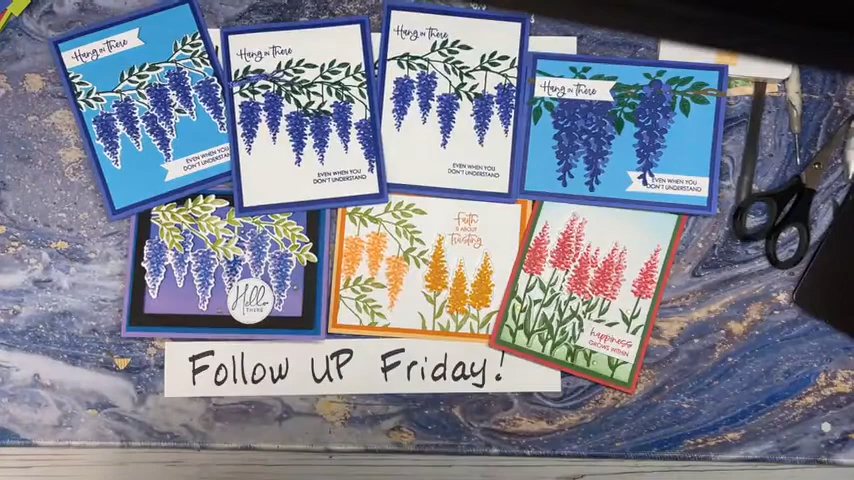 Hang in there
EVEN WHEN YOU
DON'T UNDERSTAND
Hang in there
EVEN WHEN YOU
DON'T UNDERSTAND
Hang in there
EVEN WHEN YOU
DON'T UNDERSTAND
Hang in there
EVEN WHEN YOU
DON'T UNDERSTAND
Hello
THERE
Faith
IS ABOUT
Trusting
happiness
GROWS WITHIN
Follow UP Friday!